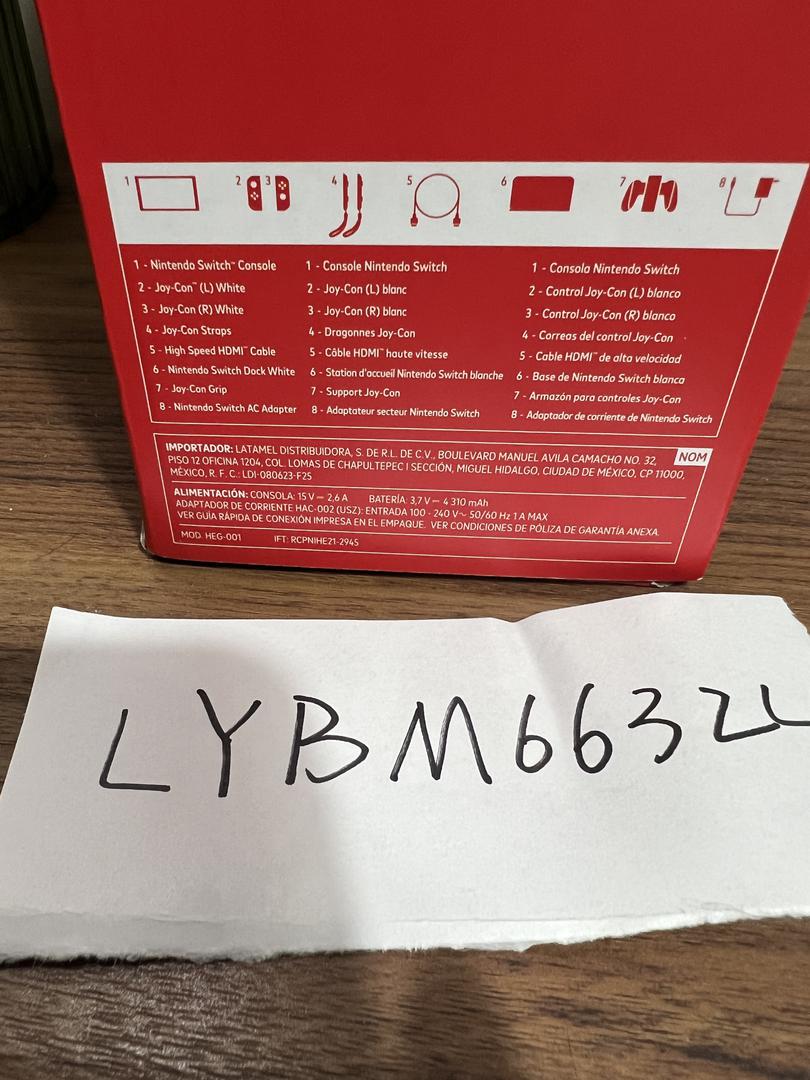 1 2 3 4 5 6 7 8
1 - Nintendo Switch™ Console
2 - Joy-Con™ (L) White
3 - Joy-Con (R) White
4 - Joy-Con Straps
5 - High Speed HDMI™ Cable
6 - Nintendo Switch Dock White
7 - Joy-Con Grip
8 - Nintendo Switch AC Adapter
1 - Console Nintendo Switch
2 - Joy-Con (L) blanc
3 - Joy-Con (R) blanc
4 - Dragonnes Joy-Con
5 - Câble HDMI™ haute vitesse
6 - Station d'accueil Nintendo Switch blanche
7 - Support Joy-Con
8 - Adaptateur secteur Nintendo Switch
1 - Consola Nintendo Switch
2 - Control Joy-Con (L) blanco
3 - Control Joy-Con (R) blanco
4 - Correas del control Joy-Con
5 - Cable HDMI™ de alta velocidad
6 - Base de Nintendo Switch blanca
7 - Armazón para controles Joy-Con
8 - Adaptador de corriente de Nintendo Switch
IMPORTADOR: LATAMEL DISTRIBUIDORA, S. DE R.L. DE C.V., BOULEVARD MANUEL AVILA CAMACHO NO. 32,
PISO 12 OFICINA 1204, COL. LOMAS DE CHAPULTEPEC I SECCIÓN, MIGUEL HIDALGO, CIUDAD DE MÉXICO, CP 11000,
MÉXICO, R. F. C.: LDI-080623-F25
NOM
ALIMENTACIÓN: CONSOLA: 15 V⎓ 2,6 A BATERÍA: 3,7 V⎓ 4 310 mAh
ADAPTADOR DE CORRIENTE HAC-002 (USZ): ENTRADA 100 - 240 V~ 50/60 Hz 1 A MAX
VER GUÍA RÁPIDA DE CONEXIÓN IMPRESA EN EL EMPAQUE. VER CONDICIONES DE PÓLIZA DE GARANTÍA ANEXA.
MOD. HEG-001 IFT: RCPNIHE21-2945
LYBM6632L